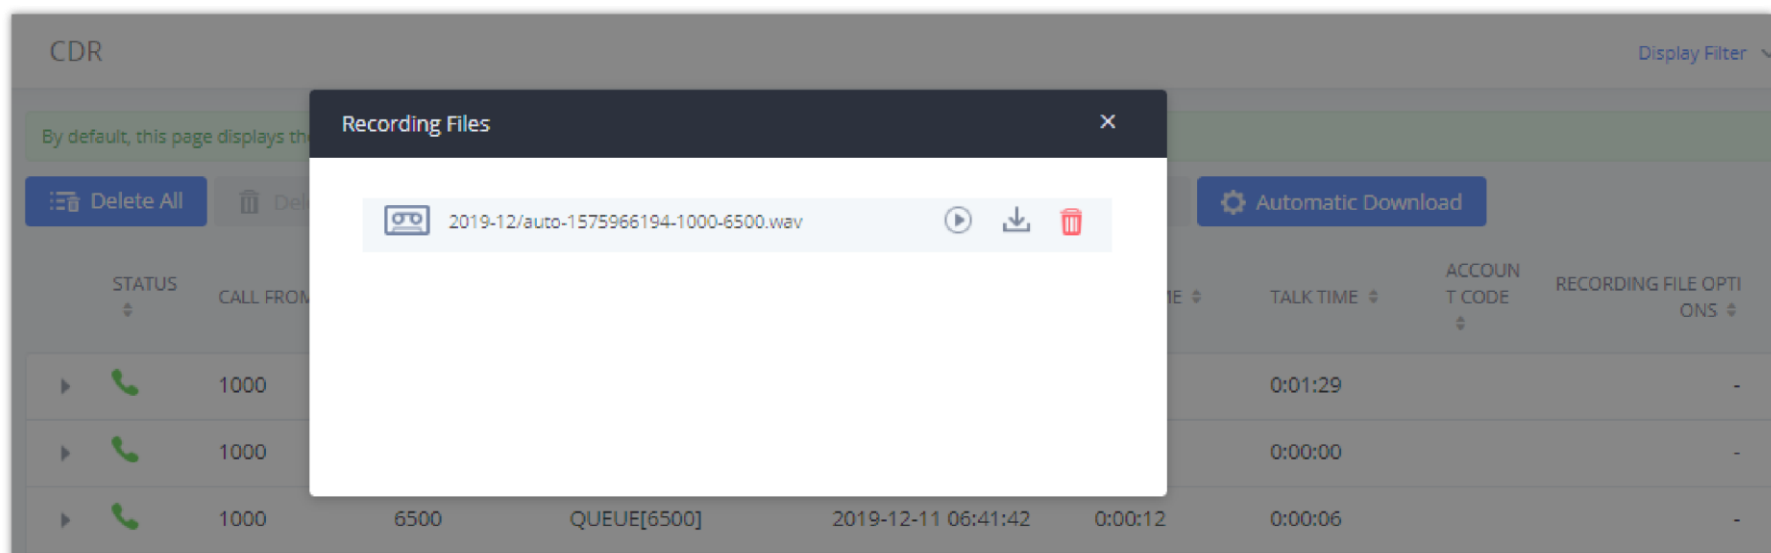 CDR
Display Filter
Recording Files
By default, this page displays the
Delete All
Automatic Download
2019-12/auto-1575966194-1000-6500.wav
STATUS
CALL FROM
TALK TIME
ACCOUN
T CODE
RECORDING FILE OPTI
ONS
1000 0:01:29 -
1000 0:00:00 -
1000 6500 QUEUE[6500] 2019-12-11 06:41:42 0:00:12 0:00:06 -